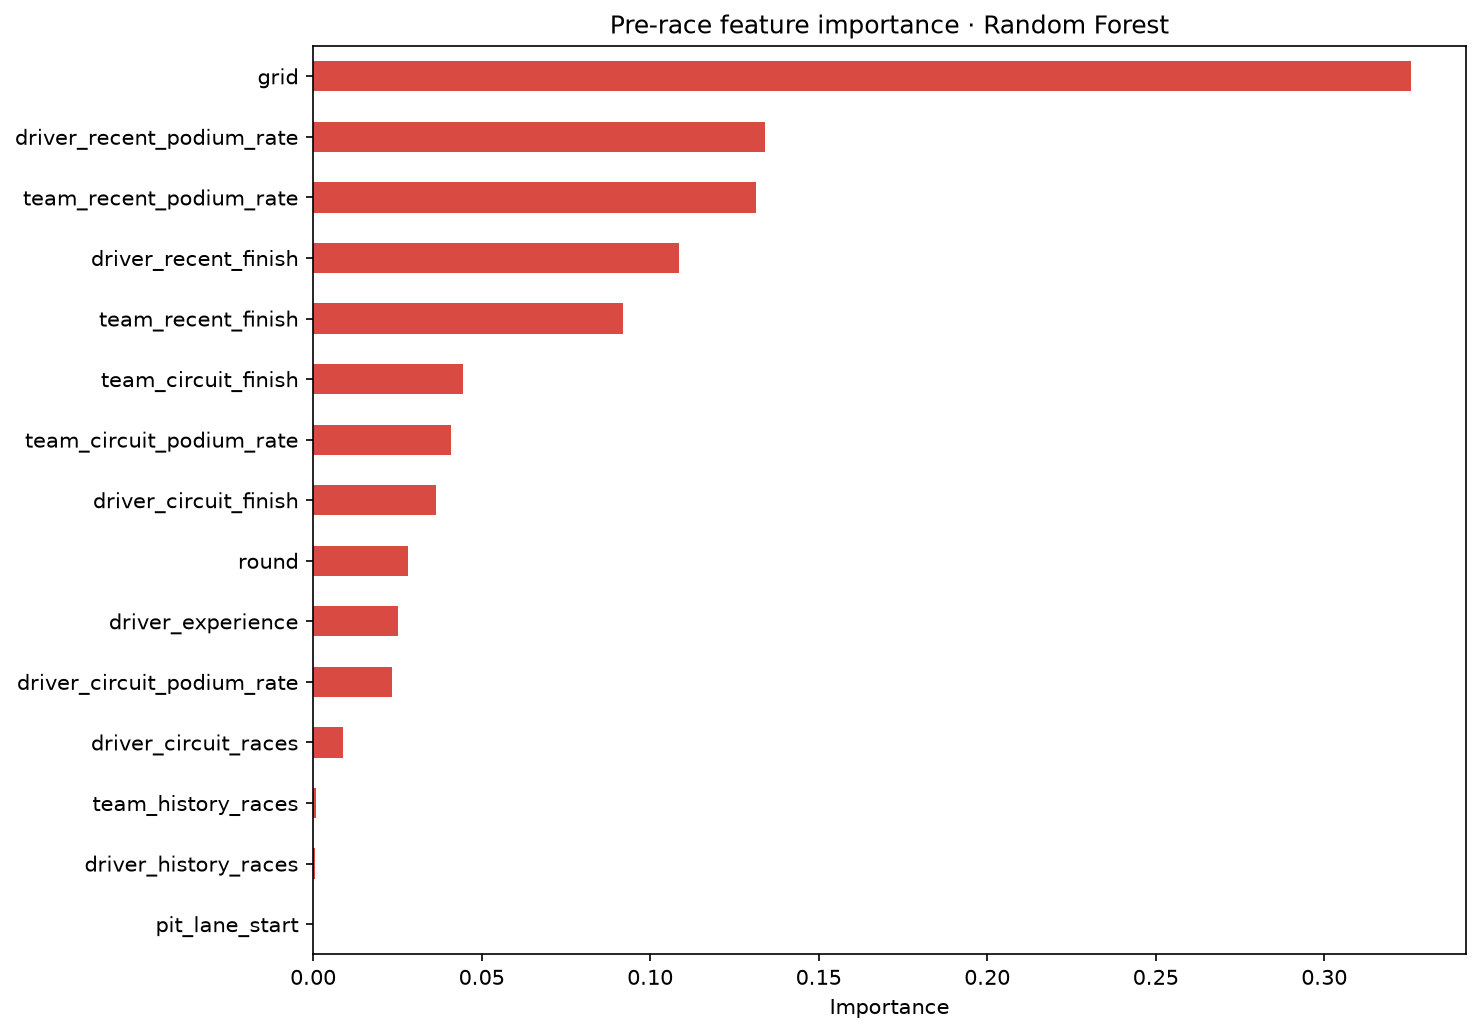 Pre-race feature importance · Random Forest
grid
driver_recent_podium_rate
team_recent_podium_rate
driver_recent_finish
team_recent_finish
team_circuit_finish
team_circuit_podium_rate
driver_circuit_finish
round
driver_experience
driver_circuit_podium_rate
driver_circuit_races
team_history_races
driver_history_races
pit_lane_start
0.00 0.05 0.10 0.15 0.20 0.25 0.30
Importance